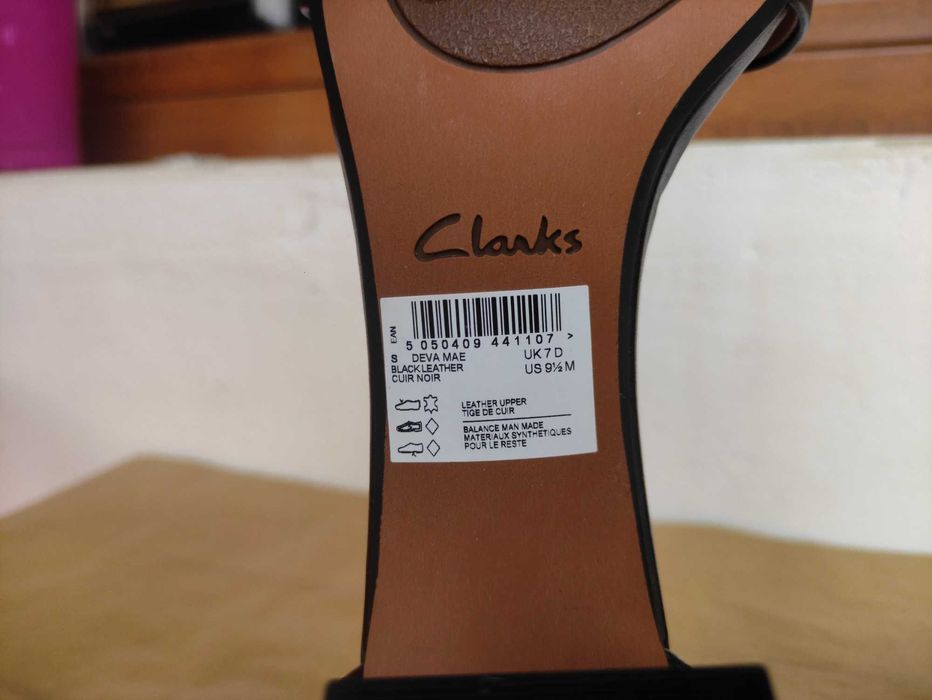 Clarks
EAN
5 050409 441107 >
S DEVA MAE UK 7 D
BLACK LEATHER US 9½ M
CUIR NOIR
LEATHER UPPER
TIGE DE CUIR
BALANCE MAN MADE
MATERIAUX SYNTHETIQUES
POUR LE RESTE